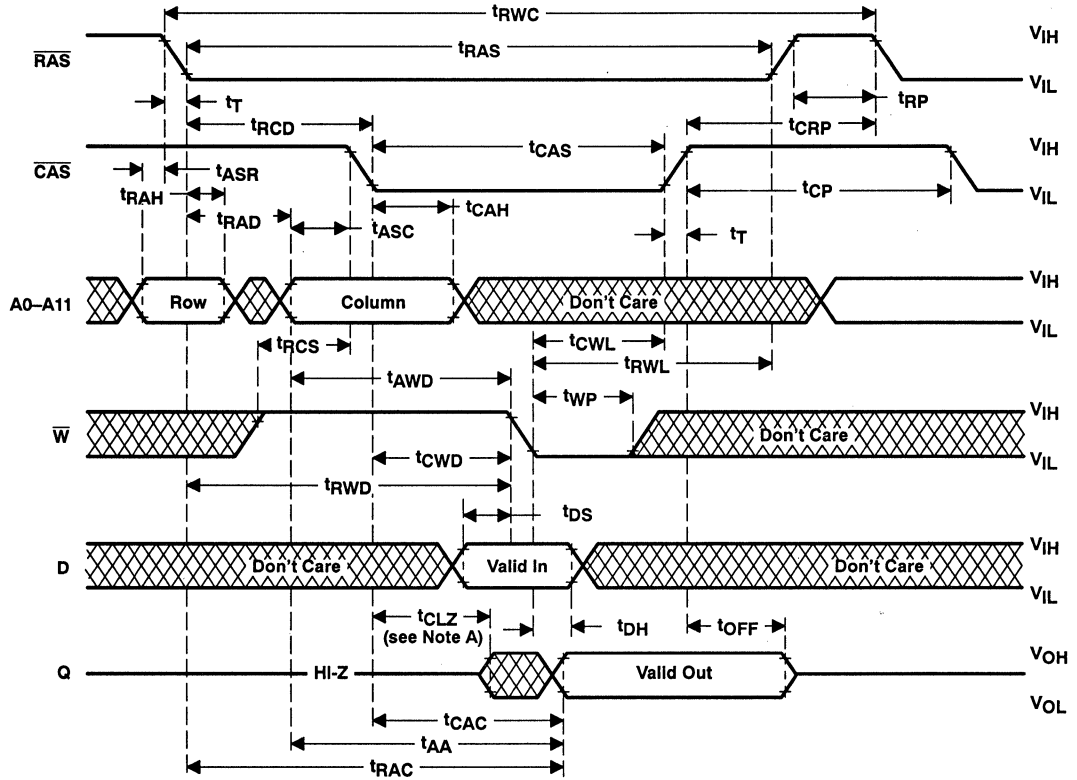 tRWC
RAS
tRAS
VIH
VIL
tT
tRP
tRCD
tCRP
CAS
tCAS
VIH
VIL
tASR
tRAH
tCAH
tCP
tRAD
tASC
tT
A0–A11
Row
Column
Don't Care
VIH
VIL
tRCS
tCWL
tRWL
tAWD
tWP
W
Don't Care
VIH
VIL
tCWD
tRWD
tDS
D
Don't Care
Valid In
Don't Care
VIH
VIL
tCLZ
(see Note A)
tDH
tOFF
Q
HI-Z
Valid Out
VOH
VOL
tCAC
tAA
tRAC